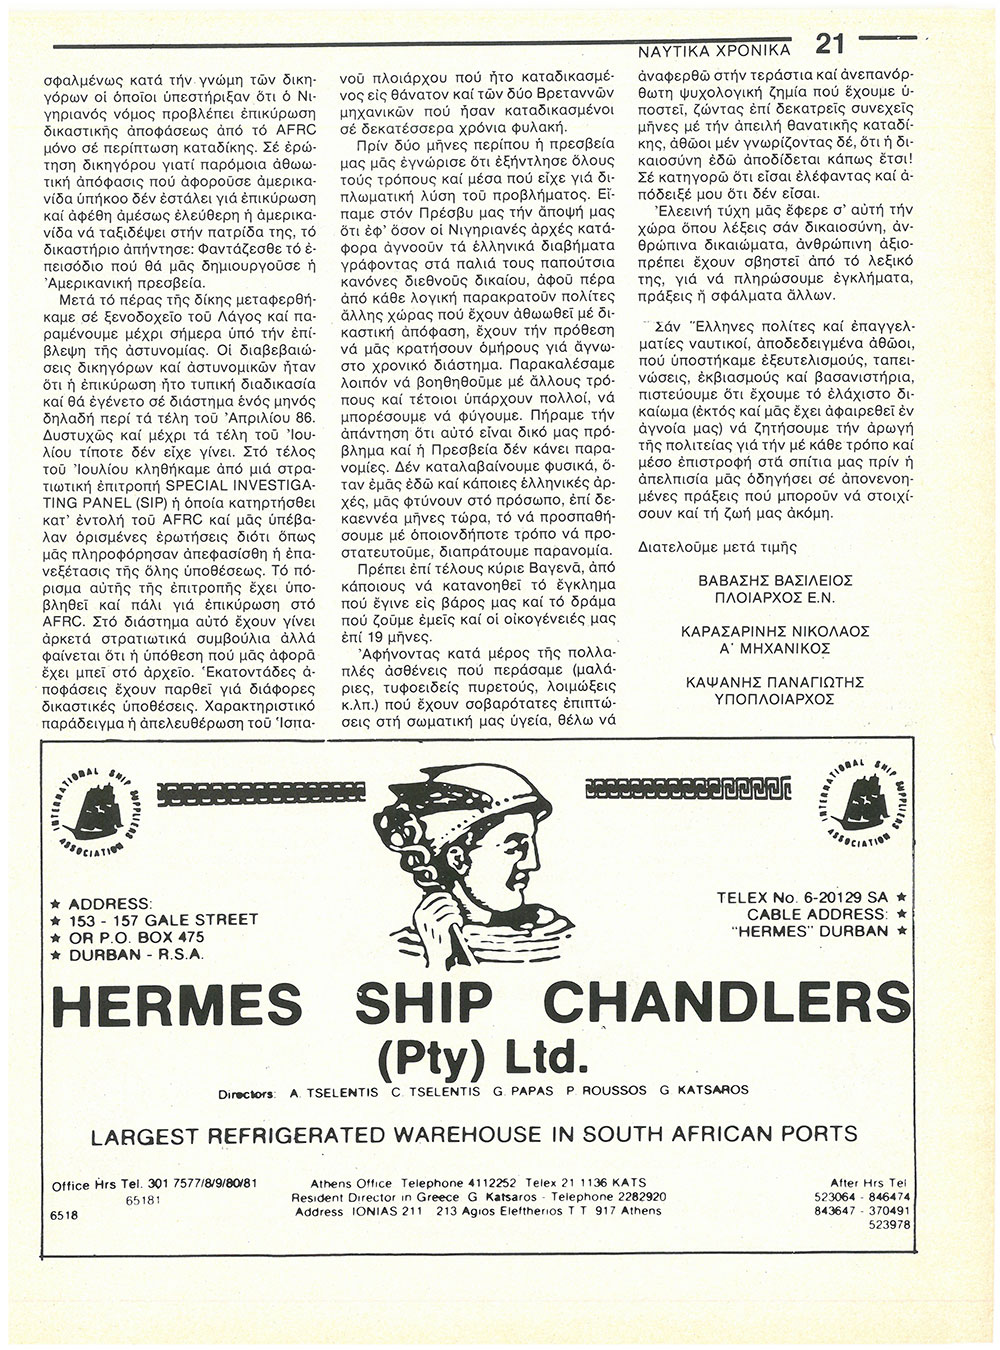 ΝΑΥΤΙΚΑ ΧΡΟΝΙΚΑ 21
σφαλμένως κατά τήν γνώμη τῶν δικη-
γόρων οἱ ὁποῖοι ὑπεστήριξαν ὅτι ὁ Νι-
γηριανός νόμος προβλέπει ἐπικύρωση
δικαστικῆς ἀποφάσεως ἀπό τό AFRC
μόνο σέ περίπτωση καταδίκης. Σέ ἐρώ-
τηση δικηγόρου γιατί παρόμοια ἀθωω-
τική ἀπόφασις πού ἀφοροῦσε ἀμερικα-
νίδα ὑπήκοο δέν ἐστάλει γιά ἐπικύρωση
καί ἀφέθη ἀμέσως ἐλεύθερη ἡ ἀμερικα-
νίδα νά ταξιδέψει στήν πατρίδα της, τό
δικαστήριο ἀπήντησε: Φαντάζεσθε τό ἐ-
πεισόδιο πού θά μᾶς δημιουργοῦσε ἡ
Ἀμερικανική πρεσβεία.
Μετά τό πέρας τῆς δίκης μεταφερθή-
καμε σέ ξενοδοχεῖο τοῦ Λάγος καί πα-
ραμένουμε μέχρι σήμερα ὑπό τήν ἐπί-
βλεψη τῆς ἀστυνομίας. Οἱ διαβεβαιώ-
σεις δικηγόρων καί ἀστυνομικῶν ἦταν
ὅτι ἡ ἐπικύρωση ἦτο τυπική διαδικασία
καί θά ἐγένετο σέ διάστημα ἑνός μηνός
δηλαδή περί τά τέλη τοῦ Ἀπριλίου 86.
Δυστυχῶς καί μέχρι τά τέλη τοῦ Ἰου-
λίου τίποτε δέν εἶχε γίνει. Στό τέλος
τοῦ Ἰουλίου κληθήκαμε ἀπό μιά στρα-
τιωτική ἐπιτροπή SPECIAL INVESTIGA-
TING PANEL (SIP) ἡ ὁποία κατηρτήσθει
κατ' ἐντολή τοῦ AFRC καί μᾶς ὑπέβα-
λαν ὁρισμένες ἐρωτήσεις διότι ὅπως
μᾶς πληροφόρησαν ἀπεφασίσθη ἡ ἐπα-
νεξέτασις τῆς ὅλης ὑποθέσεως. Τό πό-
ρισμα αὐτῆς τῆς ἐπιτροπῆς ἔχει ὑπο-
βληθεῖ καί πάλι γιά ἐπικύρωση στό
AFRC. Στό διάστημα αὐτό ἔχουν γίνει
ἀρκετά στρατιωτικά συμβούλια ἀλλά
φαίνεται ὅτι ἡ ὑπόθεση πού μᾶς ἀφορᾶ
ἔχει μπεῖ στό ἀρχεῖο. Ἑκατοντάδες ἀ-
ποφάσεις ἔχουν παρθεῖ γιά διάφορες
δικαστικές ὑποθέσεις. Χαρακτηριστικό
παράδειγμα ἡ ἀπελευθέρωση τοῦ Ἱσπα-
νοῦ πλοιάρχου πού ἦτο καταδικασμέ-
νος εἰς θάνατον καί τῶν δύο Βρεταννῶν
μηχανικῶν πού ἦσαν καταδικασμένοι
σέ δεκατέσσερα χρόνια φυλακή.
Πρίν δύο μῆνες περίπου ἡ πρεσβεία
μας μᾶς ἐγνώρισε ὅτι ἐξήντλησε ὅλους
τούς τρόπους καί μέσα πού εἶχε γιά δι-
πλωματική λύση τοῦ προβλήματος. Εἴ-
παμε στόν Πρέσβυ μας τήν ἄποψή μας
ὅτι ἐφ' ὅσον οἱ Νιγηριανές ἀρχές κατά-
φορα ἀγνοοῦν τά ἑλληνικά διαβήματα
γράφοντας στά παλιά τους παπούτσια
κανόνες διεθνοῦς δικαίου, ἀφοῦ πέρα
ἀπό κάθε λογική παρακρατοῦν πολίτες
ἄλλης χώρας πού ἔχουν ἀθωωθεῖ μέ δι-
καστική ἀπόφαση, ἔχουν τήν πρόθεση
νά μᾶς κρατήσουν ὁμήρους γιά ἄγνω-
στο χρονικό διάστημα. Παρακαλέσαμε
λοιπόν νά βοηθηθοῦμε μέ ἄλλους τρό-
πους καί τέτοιοι ὑπάρχουν πολλοί, νά
μπορέσουμε νά φύγουμε. Πήραμε τήν
ἀπάντηση ὅτι αὐτό εἶναι δικό μας πρό-
βλημα καί ἡ Πρεσβεία δέν κάνει παρα-
νομίες. Δέν καταλαβαίνουμε φυσικά, ὅ-
ταν ἐμᾶς ἐδῶ καί κάποιες ἑλληνικές ἀρ-
χές, μᾶς φτύνουν στό πρόσωπο, ἐπί δε-
καεννέα μῆνες τώρα, τό νά προσπαθή-
σουμε μέ ὁποιονδήποτε τρόπο νά προ-
στατευτοῦμε, διαπράτουμε παρανομία.
Πρέπει ἐπί τέλους κύριε Βαγενᾶ, ἀπό
κάποιους νά κατανοηθεῖ τό ἔγκλημα
πού ἔγινε εἰς βάρος μας καί τό δράμα
πού ζοῦμε ἐμεῖς καί οἱ οἰκογένειές μας
ἐπί 19 μῆνες.
Ἀφήνοντας κατά μέρος τῆς πολλα-
πλές ἀσθένεις πού περάσαμε (μαλά-
ριες, τυφοειδείς πυρετούς, λοιμώξεις
κ.λπ.) πού ἔχουν σοβαρότατες ἐπιπτώ-
σεις στή σωματική μας ὑγεία, θέλω νά
ἀναφερθῶ στήν τεράστια καί ἀνεπανόρ-
θωτη ψυχολογική ζημία πού ἔχουμε ὑ-
ποστεῖ, ζώντας ἐπί δεκατρεῖς συνεχεῖς
μῆνες μέ τήν ἀπειλή θανατικῆς καταδί-
κης, ἀθῶοι μέν γνωρίζοντας δέ, ὅτι ἡ δι-
καιοσύνη ἐδῶ ἀποδίδεται κάπως ἔτσι!
Σέ κατηγορῶ ὅτι εἶσαι ἐλέφαντας καί ἀ-
πόδειξέ μου ὅτι δέν εἶσαι.
Ἐλεεινή τύχη μᾶς ἔφερε σ' αὐτή τήν
χώρα ὅπου λέξεις σάν δικαιοσύνη, ἀν-
θρώπινα δικαιώματα, ἀνθρώπινη ἀξιο-
πρέπει ἔχουν σβηστεῖ ἀπό τό λεξικό
της, γιά νά πληρώσουμε ἐγκλήματα,
πράξεις ἤ σφάλματα ἄλλων.
Σάν Ἕλληνες πολίτες καί ἐπαγγελ-
ματίες ναυτικοί, ἀποδεδειγμένα ἀθῶοι,
πού ὑποστήκαμε ἐξευτελισμούς, ταπει-
νώσεις, ἐκβιασμούς καί βασανιστήρια,
πιστεύουμε ὅτι ἔχουμε τό ἐλάχιστο δι-
καίωμα (ἐκτός καί μᾶς ἔχει ἀφαιρεθεῖ ἐν
ἀγνοία μας) νά ζητήσουμε τήν ἀρωγή
τῆς πολιτείας γιά τήν μέ κάθε τρόπο καί
μέσο ἐπιστροφή στά σπίτια μας πρίν ἡ
ἀπελπισία μᾶς ὁδηγήσει σέ ἀπονενοη-
μένες πράξεις πού μποροῦν νά στοιχί-
σουν καί τή ζωή μας ἀκόμη.
Διατελοῦμε μετά τιμῆς
ΒΑΒΑΣΗΣ ΒΑΣΙΛΕΙΟΣ
ΠΛΟΙΑΡΧΟΣ Ε.Ν.
ΚΑΡΑΣΑΡΙΝΗΣ ΝΙΚΟΛΑΟΣ
Α' ΜΗΧΑΝΙΚΟΣ
ΚΑΨΑΝΗΣ ΠΑΝΑΓΙΩΤΗΣ
ΥΠΟΠΛΟΙΑΡΧΟΣ
INTERNATIONAL SHIP SUPPLIERS ASSOCIATION
INTERNATIONAL SHIP SUPPLIERS ASSOCIATION
★ ADDRESS:
★ 153 - 157 GALE STREET
★ OR P.O. BOX 475
★ DURBAN - R.S.A.
TELEX No. 6-20129 SA ★
CABLE ADDRESS: ★
"HERMES" DURBAN ★
HERMES SHIP CHANDLERS
(Pty) Ltd.
Directors: A. TSELENTIS C. TSELENTIS G. PAPAS P. ROUSSOS G. KATSAROS
LARGEST REFRIGERATED WAREHOUSE IN SOUTH AFRICAN PORTS
Office Hrs Tel. 301 7577/8/9/80/81
65181
6518
Athens Office Telephone 4112252 Telex 21 1136 KATS
Resident Director in Greece G. Katsaros - Telephone 2282920
Address IONIAS 211 213 Agios Eleftherios T T 917 Athens
After Hrs Tel
523064 - 846474
843647 - 370491
523978